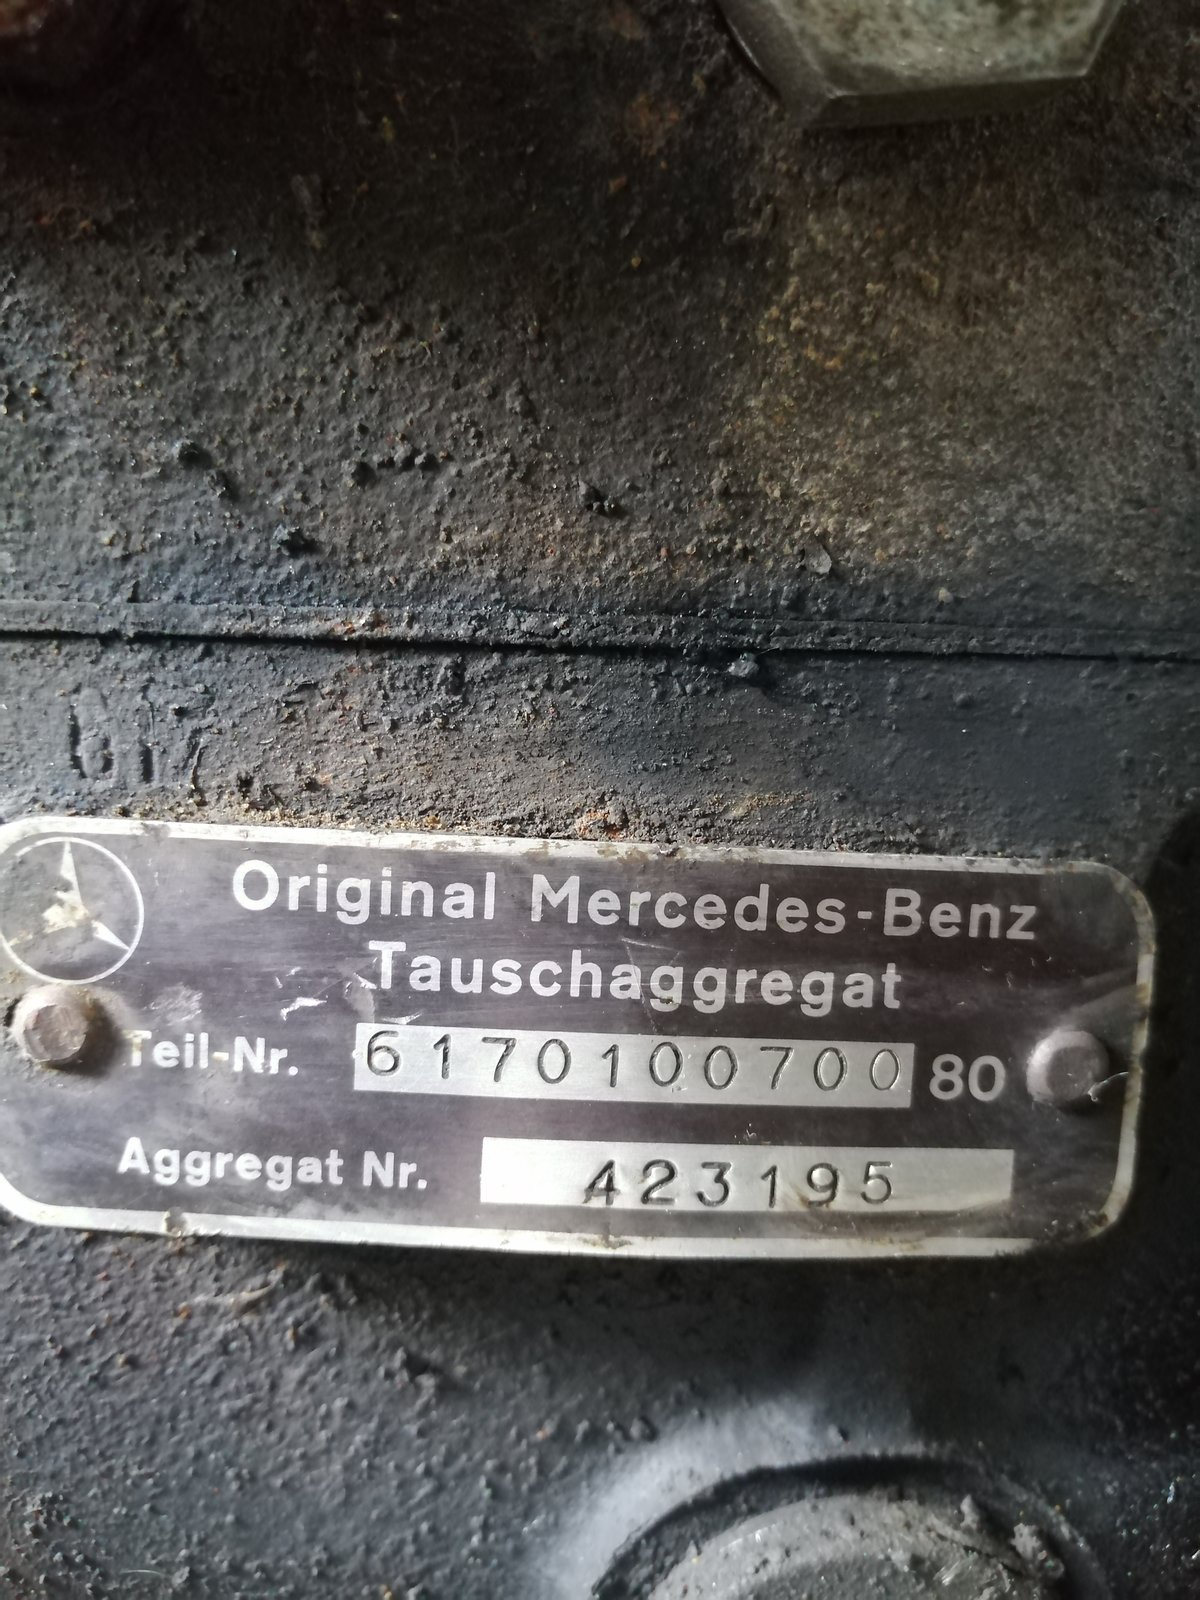 617
Original Mercedes-Benz
Tauschaggregat
Teil-Nr. 6170100700 80
Aggregat Nr. 423195